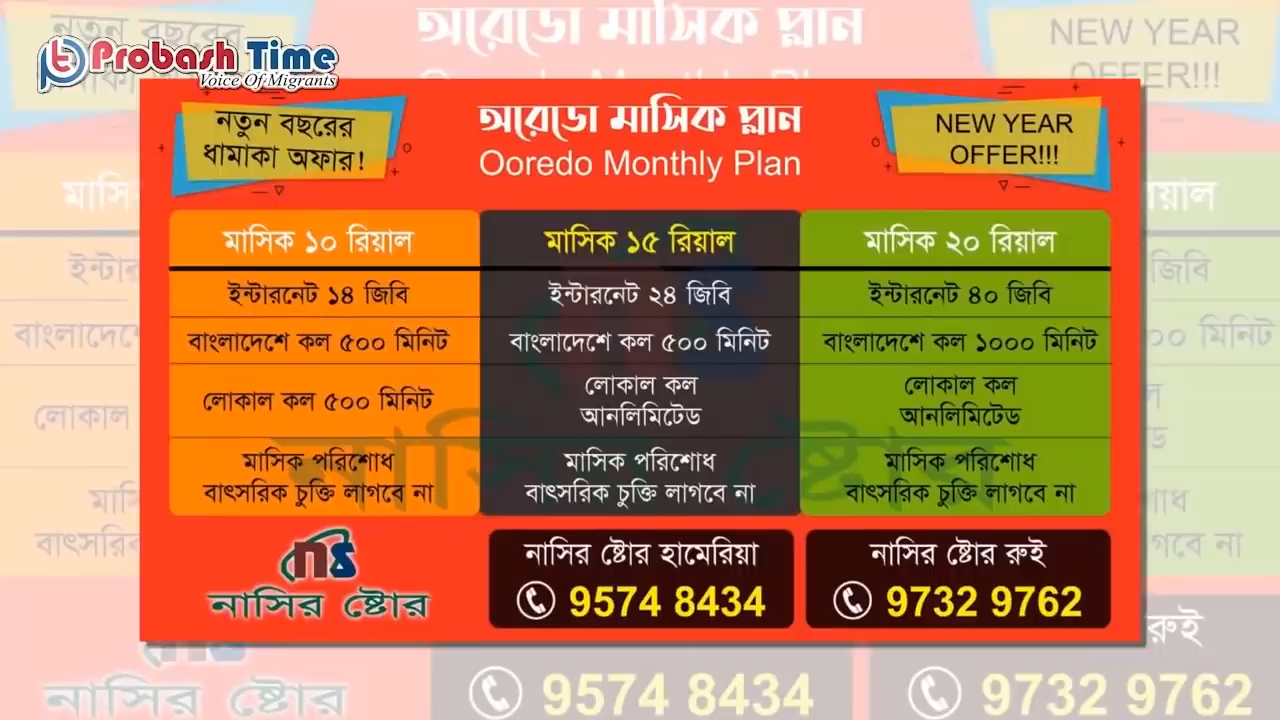 Probash Time
Voice Of Migrants
নতুন বছরের
ধামাকা অফার!
অরেডো মাসিক প্লান
Ooredo Monthly Plan
NEW YEAR
OFFER!!!
মাসিক ১০ রিয়াল
ইন্টারনেট ১৪ জিবি
বাংলাদেশে কল ৫০০ মিনিট
লোকাল কল ৫০০ মিনিট
মাসিক পরিশোধ
বাৎসরিক চুক্তি লাগবে না
মাসিক ১৫ রিয়াল
ইন্টারনেট ২৪ জিবি
বাংলাদেশে কল ৫০০ মিনিট
লোকাল কল
আনলিমিটেড
মাসিক পরিশোধ
বাৎসরিক চুক্তি লাগবে না
মাসিক ২০ রিয়াল
ইন্টারনেট ৪০ জিবি
বাংলাদেশে কল ১০০০ মিনিট
লোকাল কল
আনলিমিটেড
মাসিক পরিশোধ
বাৎসরিক চুক্তি লাগবে না
ns
নাসির ষ্টোর
নাসির ষ্টোর হামেরিয়া
9574 8434
নাসির ষ্টোর রুই
9732 9762